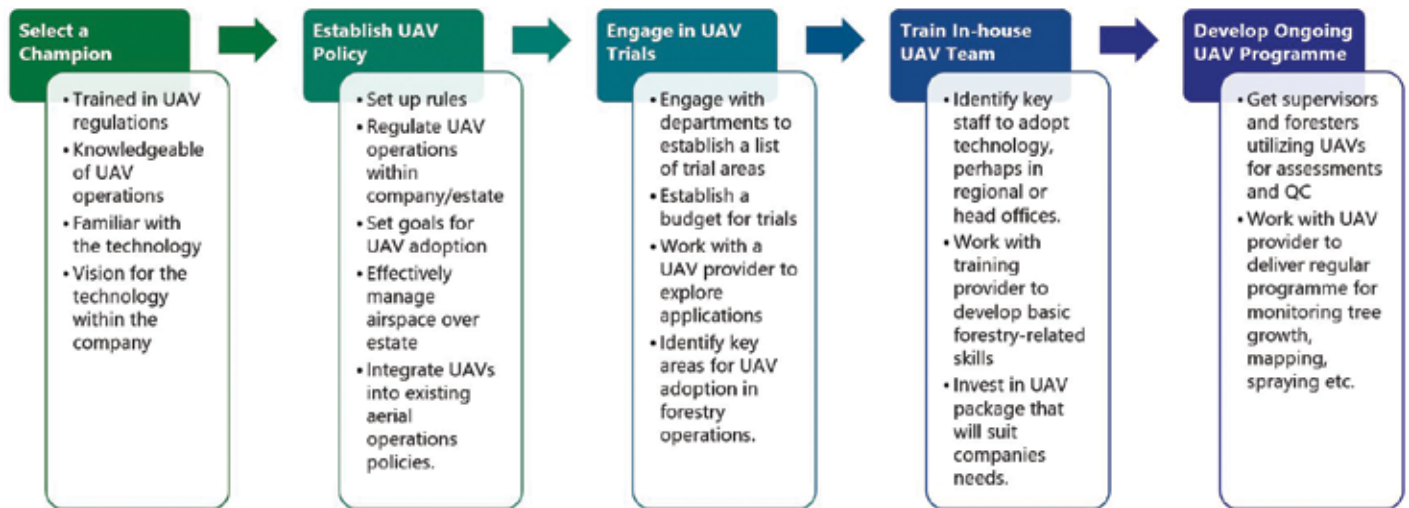 Select a
Champion
• Trained in UAV
regulations
• Knowledgeable
of UAV
operations
• Familiar with
the technology
• Vision for the
technology
within the
company
Establish UAV
Policy
• Set up rules
• Regulate UAV
operations
within
company/estate
• Set goals for
UAV adoption
• Effectively
manage
airspace over
estate
• Integrate UAVs
into existing
aerial
operations
policies.
Engage in UAV
Trials
• Engage with
departments to
establish a list
of trial areas
• Establish a
budget for trials
• Work with a
UAV provider to
explore
applications
• Identify key
areas for UAV
adoption in
forestry
operations.
Train In-house
UAV Team
• Identify key
staff to adopt
technology,
perhaps in
regional or
head offices.
• Work with
training
provider to
develop basic
forestry-related
skills
• Invest in UAV
package that
will suit
companies
needs.
Develop Ongoing
UAV Programme
• Get supervisors
and foresters
utilizing UAVs
for assessments
and QC
• Work with UAV
provider to
deliver regular
programme for
monitoring tree
growth,
mapping,
spraying etc.